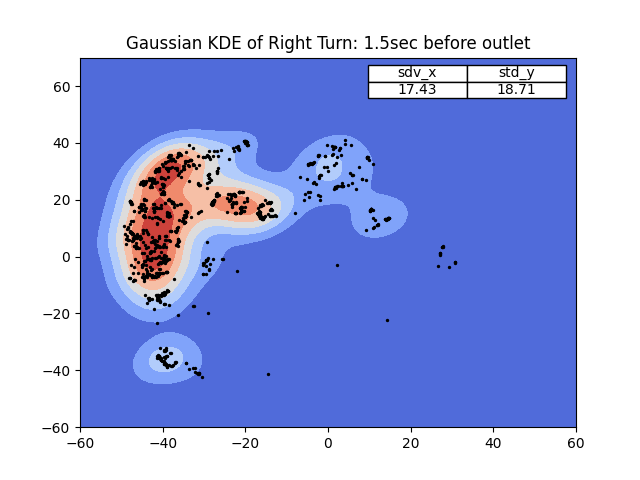 Gaussian KDE of Right Turn: 1.5sec before outlet
sdv_x std_y
17.43 18.71
60
40
20
0
−20
−40
−60
−60 −40 −20 0 20 40 60